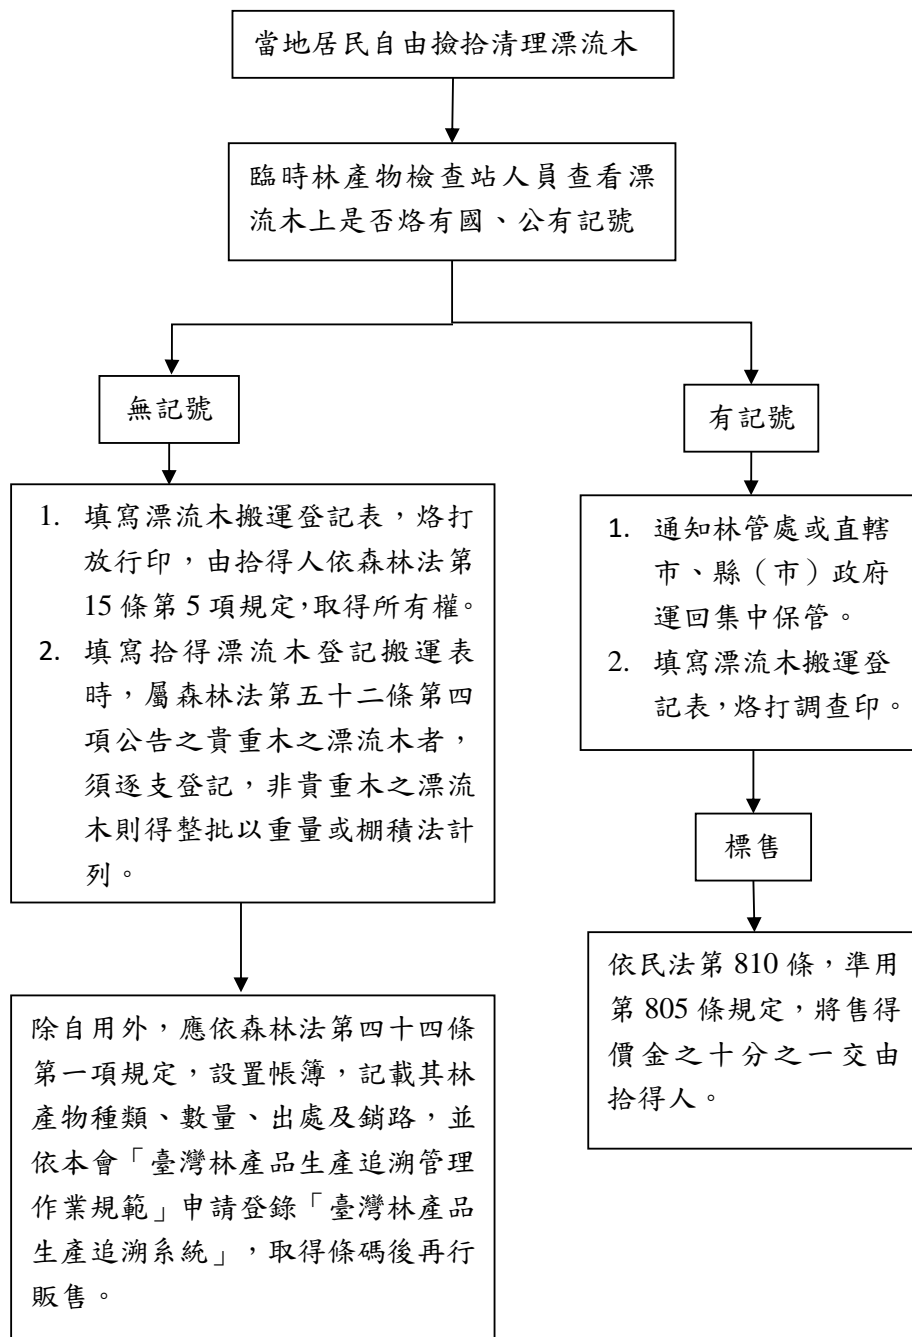 當地居民自由撿拾清理漂流木
臨時林產物檢查站人員查看漂
流木上是否烙有國、公有記號
無記號
1. 填寫漂流木搬運登記表，烙打
放行印，由拾得人依森林法第
15 條第 5 項規定，取得所有權。
2. 填寫拾得漂流木登記搬運表
時，屬森林法第五十二條第四
項公告之貴重木之漂流木者，
須逐支登記，非貴重木之漂流
木則得整批以重量或棚積法計
列。
除自用外，應依森林法第四十四條
第一項規定，設置帳簿，記載其林
產物種類、數量、出處及銷路，並
依本會「臺灣林產品生產追溯管理
作業規範」申請登錄「臺灣林產品
生產追溯系統」，取得條碼後再行
販售。
有記號
1. 通知林管處或直轄
市、縣（市）政府
運回集中保管。
2. 填寫漂流木搬運登
記表，烙打調查印。
標售
依民法第 810 條，準用
第 805 條規定，將售得
價金之十分之一交由
拾得人。